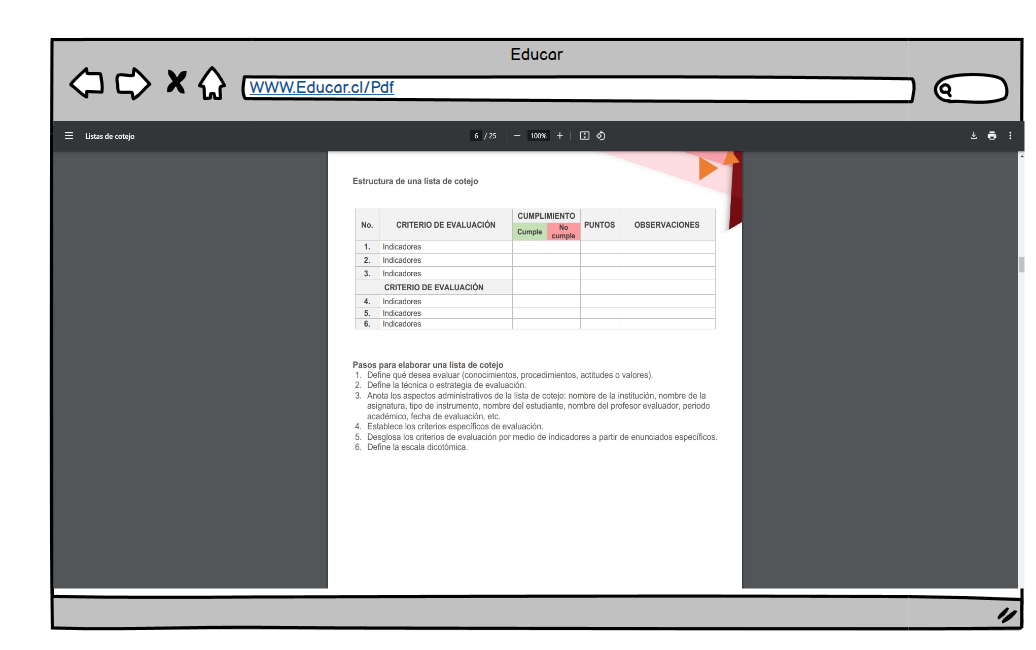 Educar
WWW.Educar.cl/Pdf
Listas de cotejo
6 / 25
100%
Estructura de una lista de cotejo
No.
CRITERIO DE EVALUACIÓN
CUMPLIMIENTO
Cumple
No cumple
PUNTOS
OBSERVACIONES
1. Indicadores
2. Indicadores
3. Indicadores
CRITERIO DE EVALUACIÓN
4. Indicadores
5. Indicadores
6. Indicadores
Pasos para elaborar una lista de cotejo
1. Define qué desea evaluar (conocimientos, procedimientos, actitudes o valores).
2. Define la técnica o estrategia de evaluación.
3. Anota los aspectos administrativos de la lista de cotejo: nombre de la institución, nombre de la
asignatura, tipo de instrumento, nombre del estudiante, nombre del profesor evaluador, periodo
académico, fecha de evaluación, etc.
4. Establece los criterios específicos de evaluación.
5. Desglosa los criterios de evaluación por medio de indicadores a partir de enunciados específicos.
6. Define la escala dicotómica.